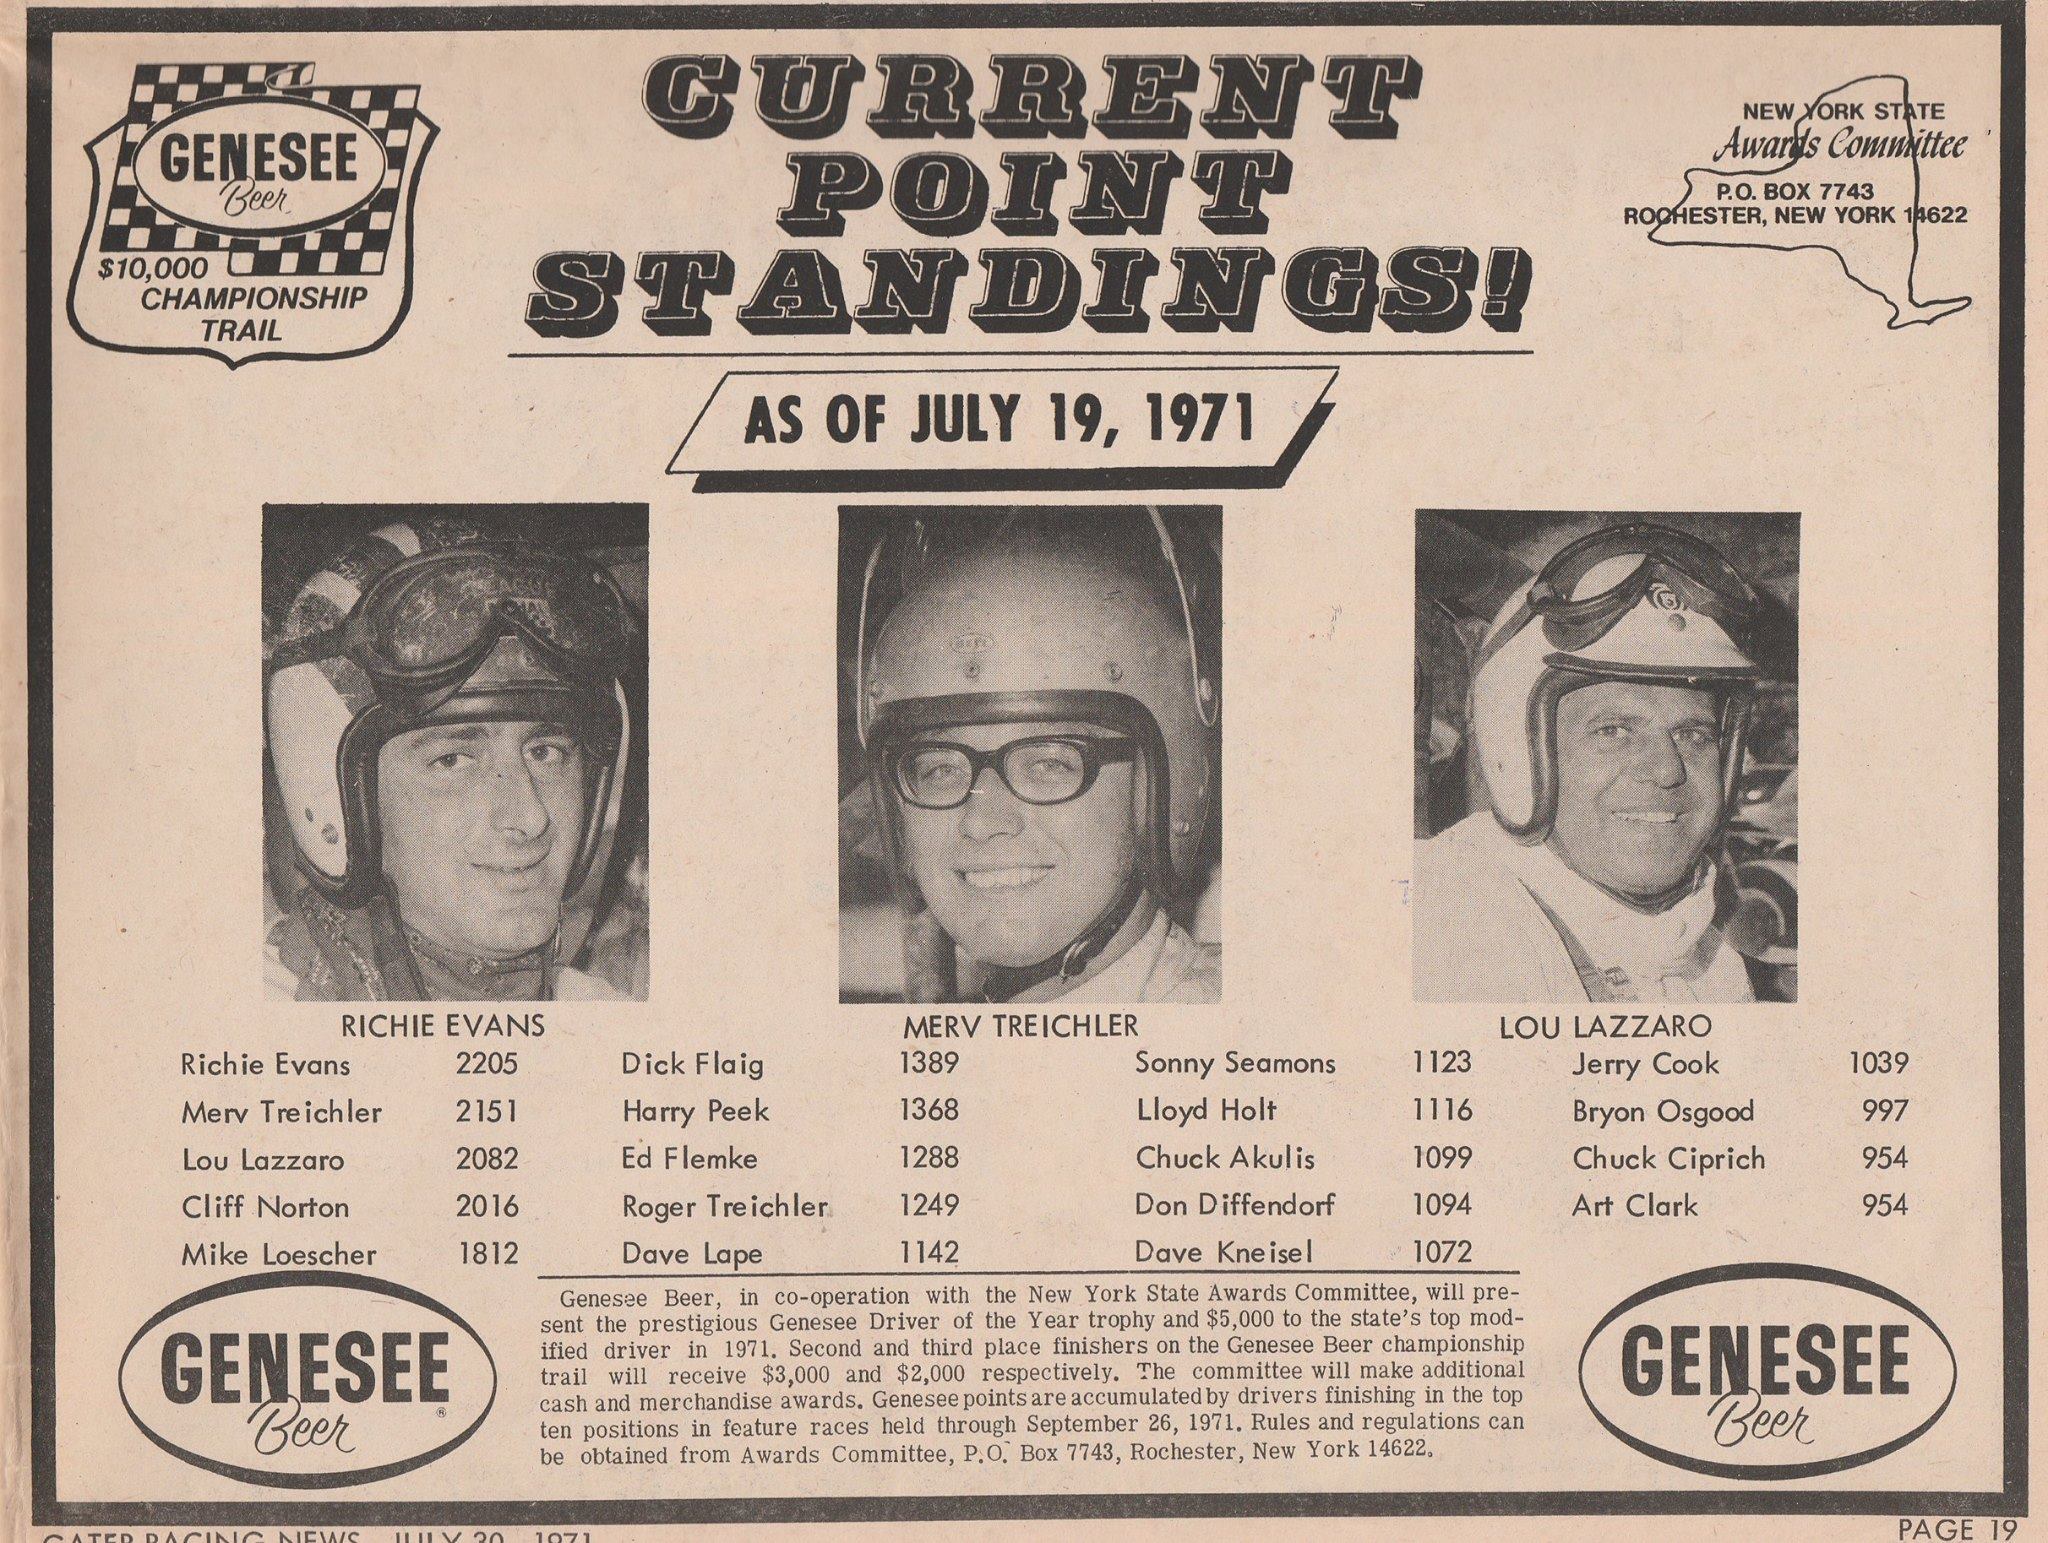 CURRENT
POINT
STANDINGS!
GENESEE
Beer
$10,000
CHAMPIONSHIP
TRAIL
NEW YORK STATE
Awards Committee
P.O. BOX 7743
ROCHESTER, NEW YORK 14622
AS OF JULY 19, 1971
RICHIE EVANS
MERV TREICHLER
LOU LAZZARO
Richie Evans 2205
Merv Treichler 2151
Lou Lazzaro 2082
Cliff Norton 2016
Mike Loescher 1812
Dick Flaig 1389
Harry Peek 1368
Ed Flemke 1288
Roger Treichler 1249
Dave Lape 1142
Sonny Seamons 1123
Lloyd Holt 1116
Chuck Akulis 1099
Don Diffendorf 1094
Dave Kneisel 1072
Jerry Cook 1039
Bryon Osgood 997
Chuck Ciprich 954
Art Clark 954
GENESEE
Beer
®
Genesee Beer, in co-operation with the New York State Awards Committee, will pre-
sent the prestigious Genesee Driver of the Year trophy and $5,000 to the state's top mod-
ified driver in 1971. Second and third place finishers on the Genesee Beer championship
trail will receive $3,000 and $2,000 respectively. The committee will make additional
cash and merchandise awards. Genesee points are accumulated by drivers finishing in the top
ten positions in feature races held through September 26, 1971. Rules and regulations can
be obtained from Awards Committee, P.O. Box 7743, Rochester, New York 14622.
GENESEE
Beer
GATER RACING NEWS JULY 30, 1971
PAGE 19